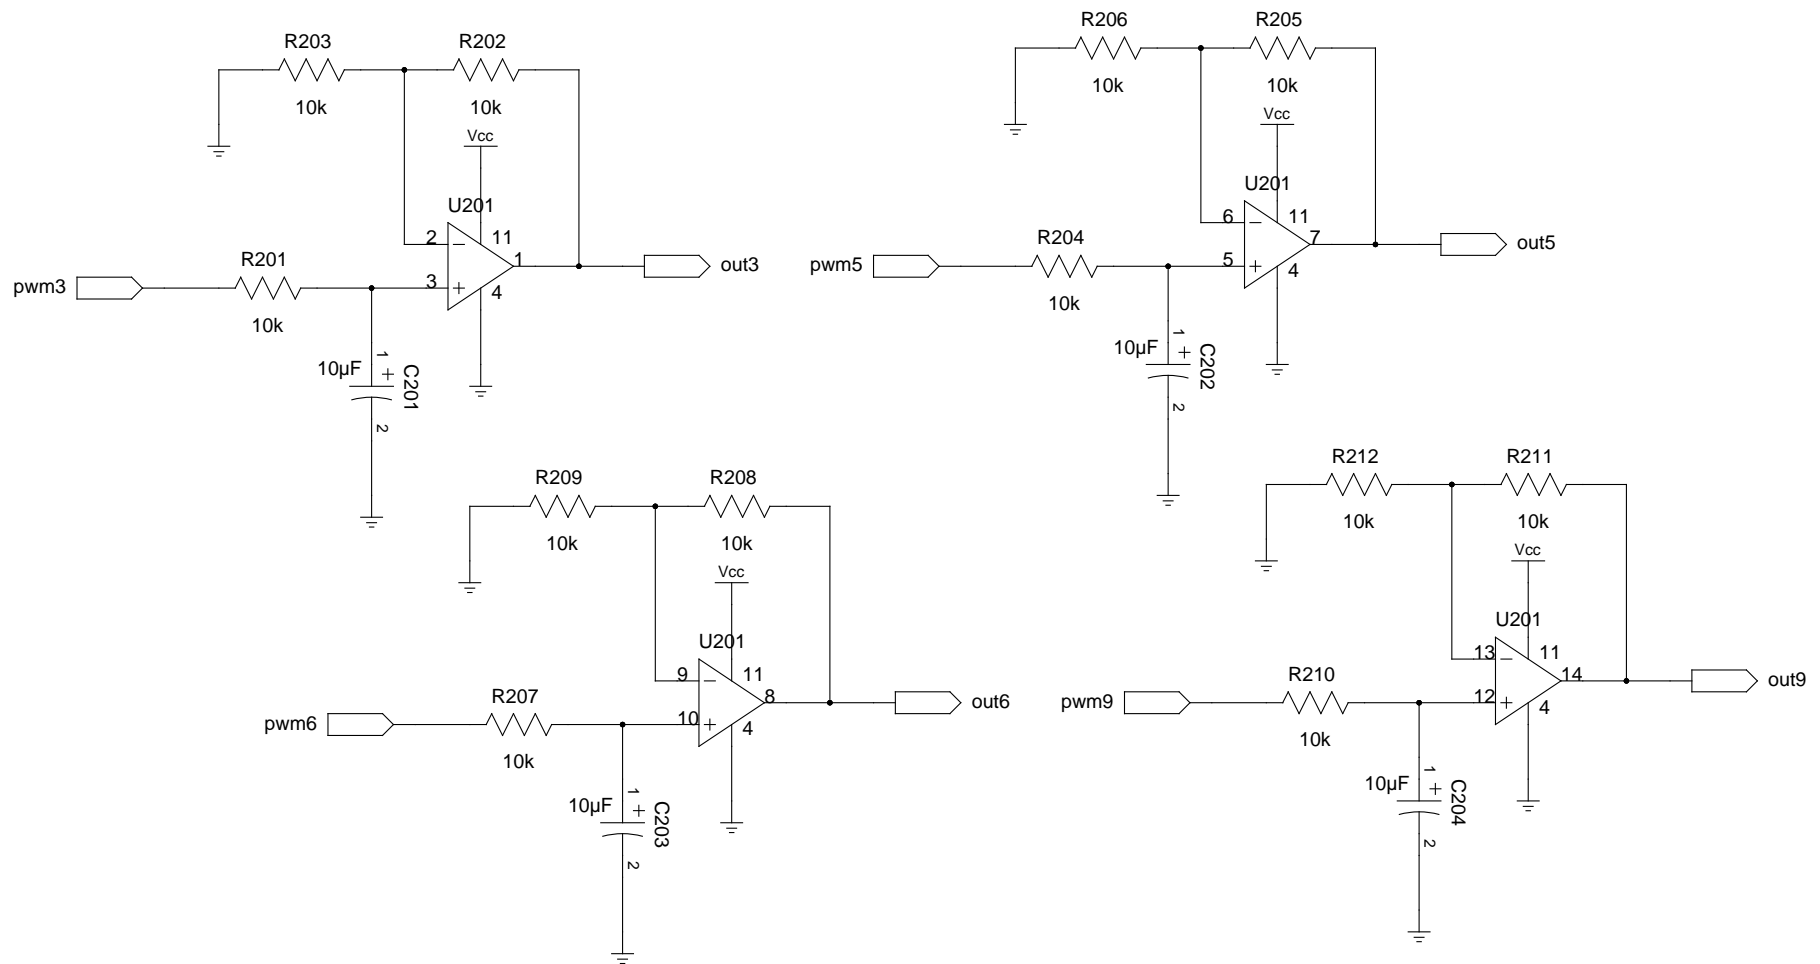 R203
R202
10k
10k
Vcc
U201
2
−
11
1
out3
pwm3
R201
10k
3
+
4
10µF
1
+
C201
2
R206
R205
10k
10k
Vcc
U201
6
−
11
7
out5
pwm5
R204
10k
5
+
4
10µF
1
+
C202
2
R209
R208
10k
10k
Vcc
U201
9
−
11
8
out6
pwm6
R207
10k
10
+
4
10µF
1
+
C203
2
R212
R211
10k
10k
Vcc
U201
13
−
11
14
out9
pwm9
R210
10k
12
+
4
10µF
1
+
C204
2